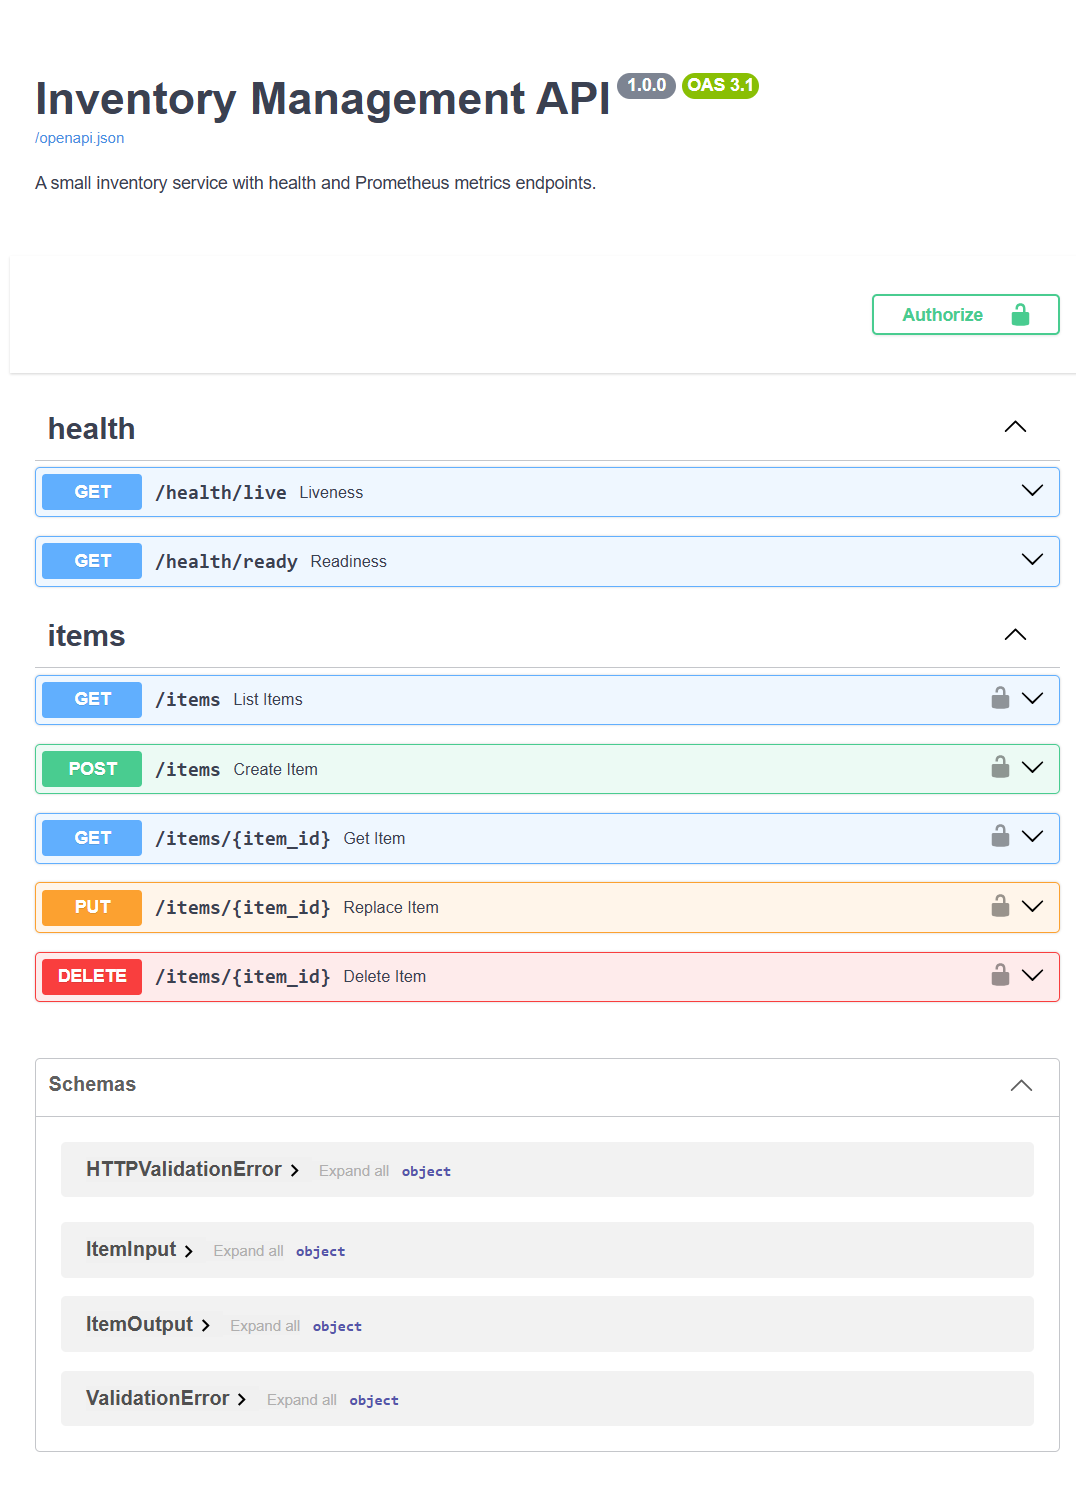 Inventory Management API 1.0.0 OAS 3.1
/openapi.json
A small inventory service with health and Prometheus metrics endpoints.
Authorize
health
GET /health/live Liveness
GET /health/ready Readiness
items
GET /items List Items
POST /items Create Item
GET /items/{item_id} Get Item
PUT /items/{item_id} Replace Item
DELETE /items/{item_id} Delete Item
Schemas
HTTPValidationError Expand all object
ItemInput Expand all object
ItemOutput Expand all object
ValidationError Expand all object